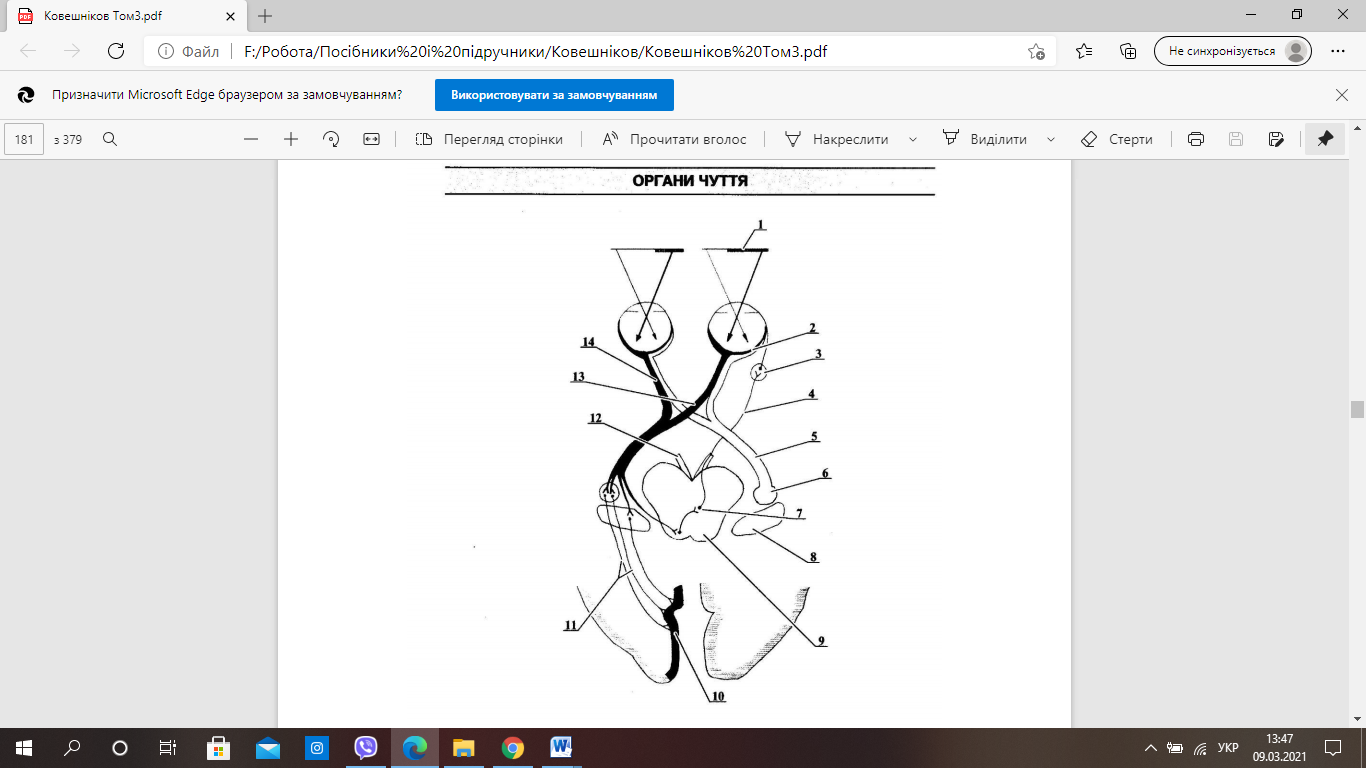 Ковешніков Том3.pdf
Файл
F:/Робота/Посібники%20і%20підручники/Ковешніков/Ковешніков%20Том3.pdf
Не синхронізується
Призначити Microsoft Edge браузером за замовчуванням?
Використовувати за замовчуванням
181 з 379
Перегляд сторінки
Прочитати вголос
Накреслити
Виділити
Стерти
ОРГАНИ ЧУТТЯ
1
2
14
3
13
4
12
5
6
7
8
11
9
10
УКР
13:47
09.03.2021